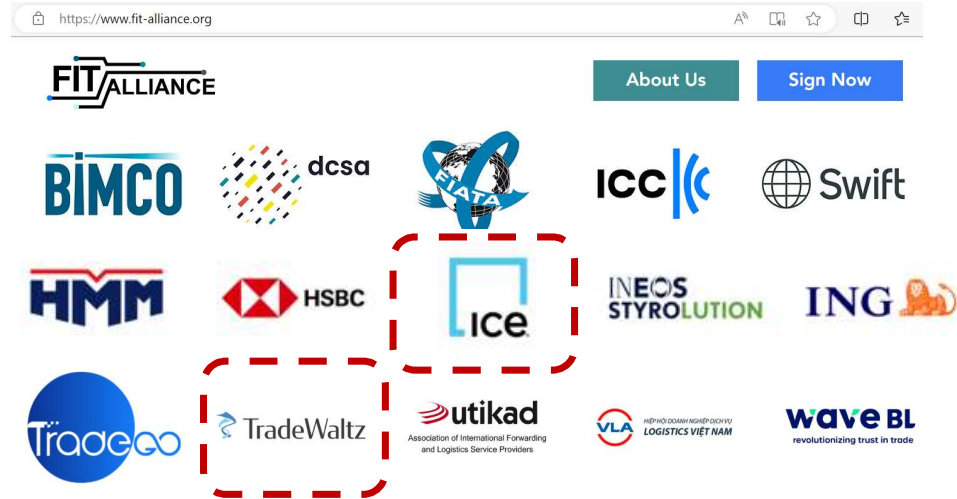 https://www.fit-alliance.org
FIT ALLIANCE
About Us
Sign Now
BIMCO
dcsa
FIATA
ICC
Swift
HMM
HSBC
ice
INEOS
STYROLUTION
ING
TradeGO
TradeWaltz
utikad
Association of International Forwarding
and Logistics Service Providers
VLA
HIỆP HỘI DOANH NGHIỆP DỊCH VỤ
LOGISTICS VIỆT NAM
wave BL
revolutionizing trust in trade